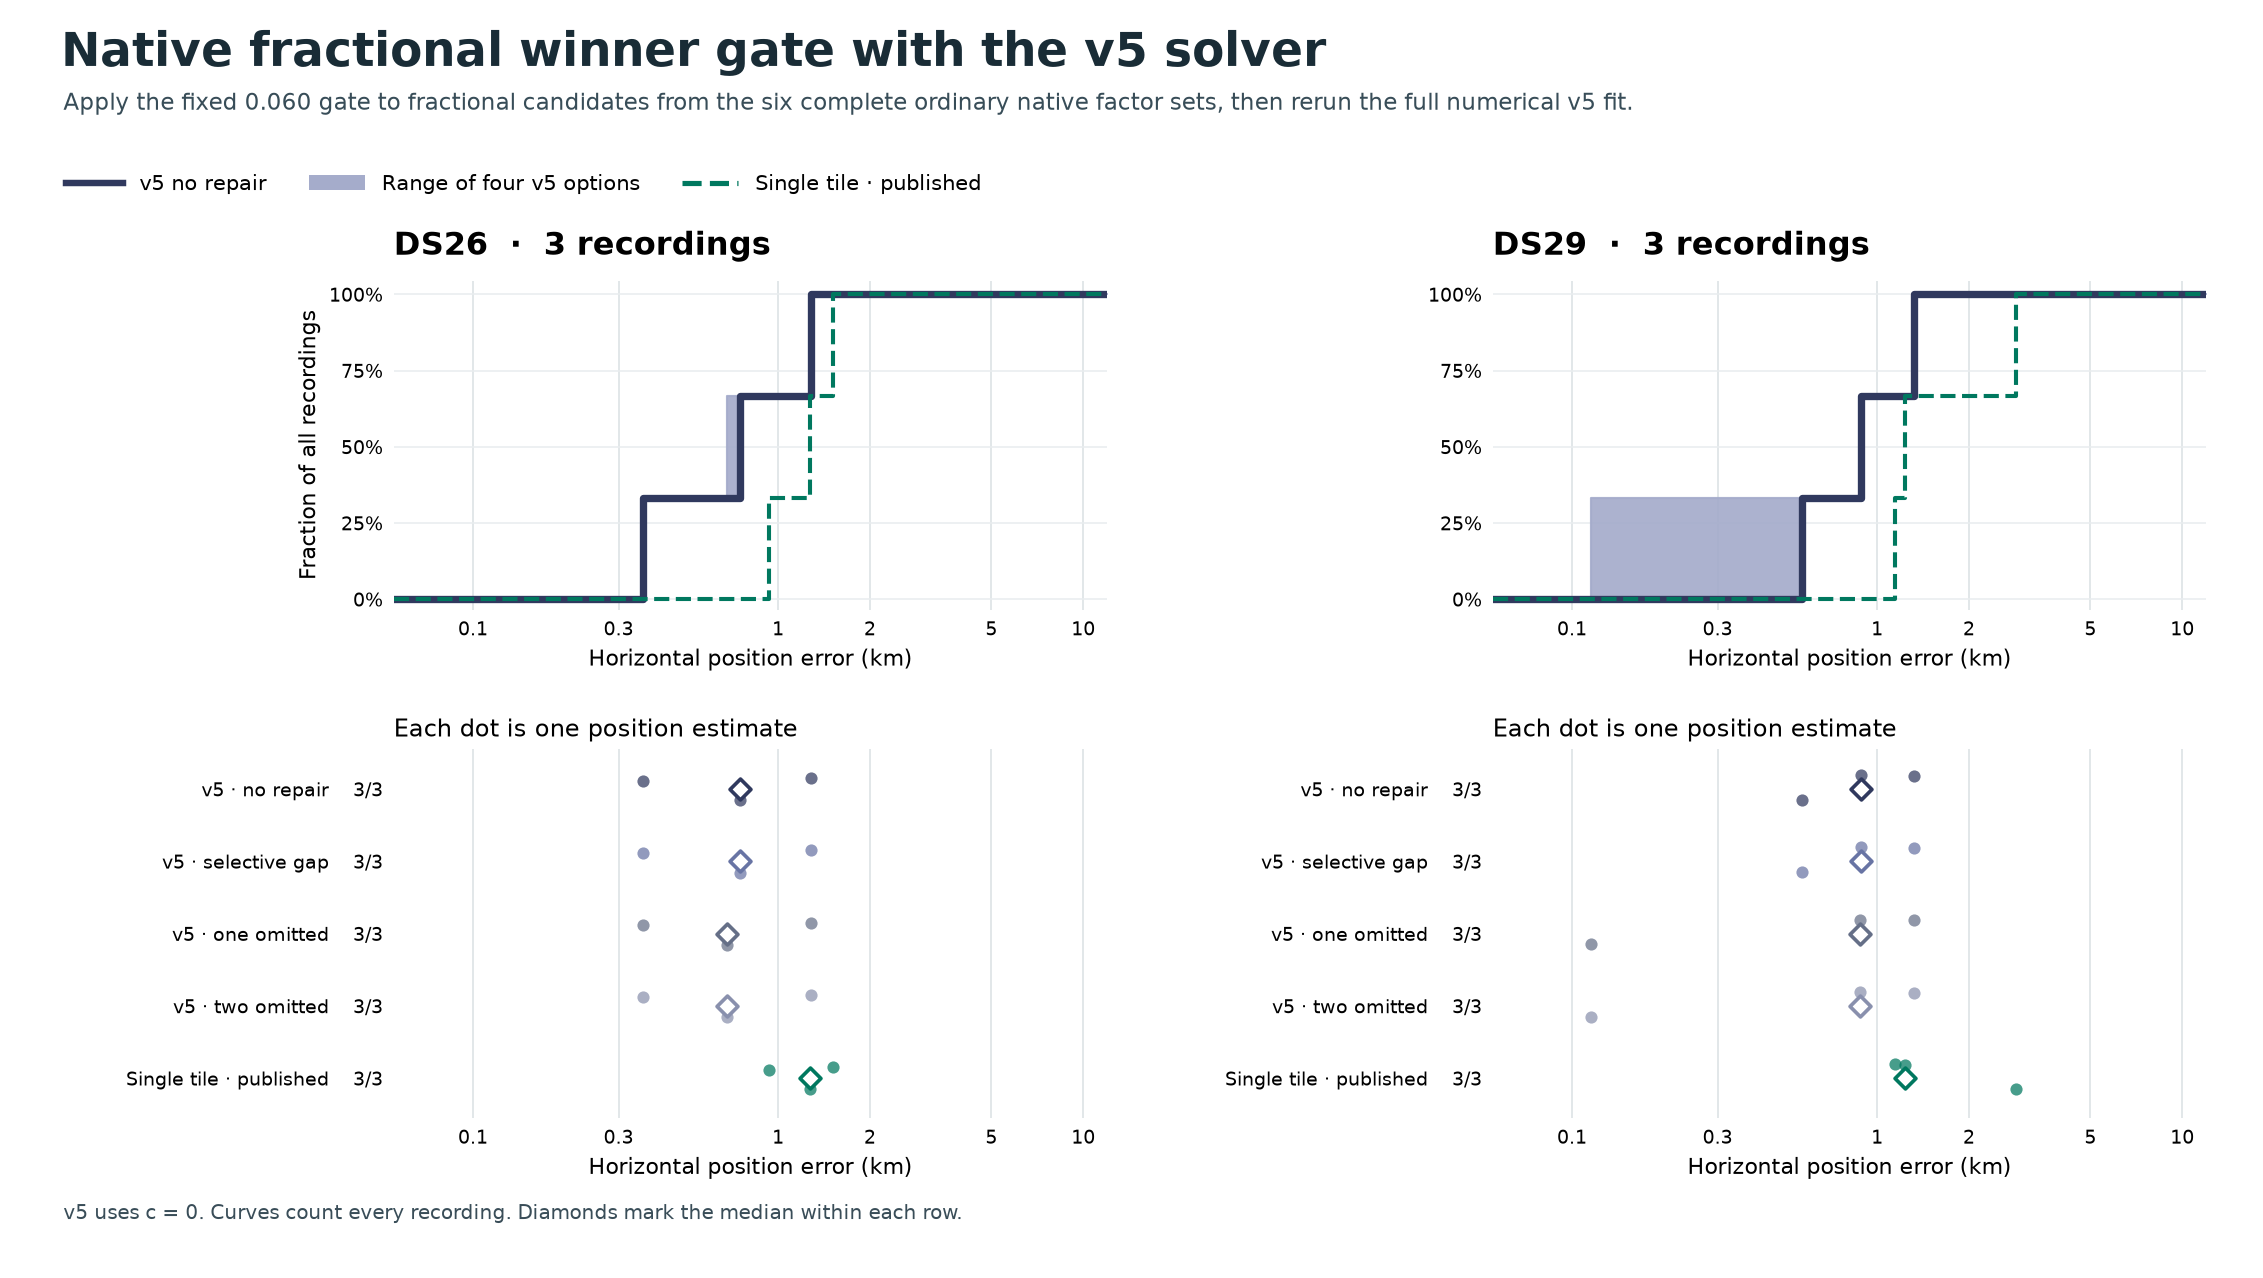 Native fractional winner gate with the v5 solver
Apply the fixed 0.060 gate to fractional candidates from the six complete ordinary native factor sets, then rerun the full numerical v5 fit.
v5 no repair
Range of four v5 options
Single tile · published
DS26 · 3 recordings
Fraction of all recordings
100%
75%
50%
25%
0%
0.1 0.3 1 2 5 10
Horizontal position error (km)
DS29 · 3 recordings
100%
75%
50%
25%
0%
0.1 0.3 1 2 5 10
Horizontal position error (km)
Each dot is one position estimate
v5 · no repair 3/3
v5 · selective gap 3/3
v5 · one omitted 3/3
v5 · two omitted 3/3
Single tile · published 3/3
0.1 0.3 1 2 5 10
Horizontal position error (km)
Each dot is one position estimate
v5 · no repair 3/3
v5 · selective gap 3/3
v5 · one omitted 3/3
v5 · two omitted 3/3
Single tile · published 3/3
0.1 0.3 1 2 5 10
Horizontal position error (km)
v5 uses c = 0. Curves count every recording. Diamonds mark the median within each row.